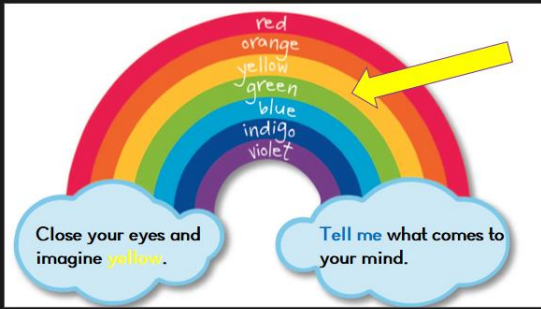 red
orange
yellow
green
blue
indigo
violet
Close your eyes and
imagine yellow.
Tell me what comes to
your mind.